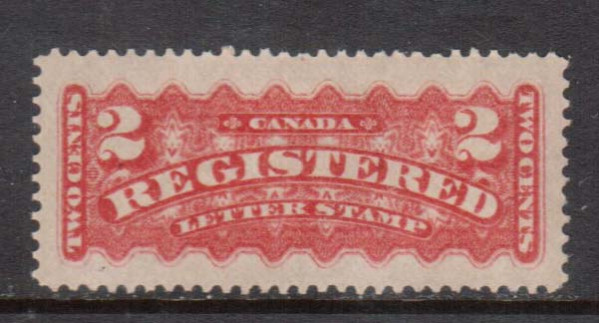 TWO CENTS
2
CANADA
2
TWO CENTS
REGISTERED
LETTER STAMP